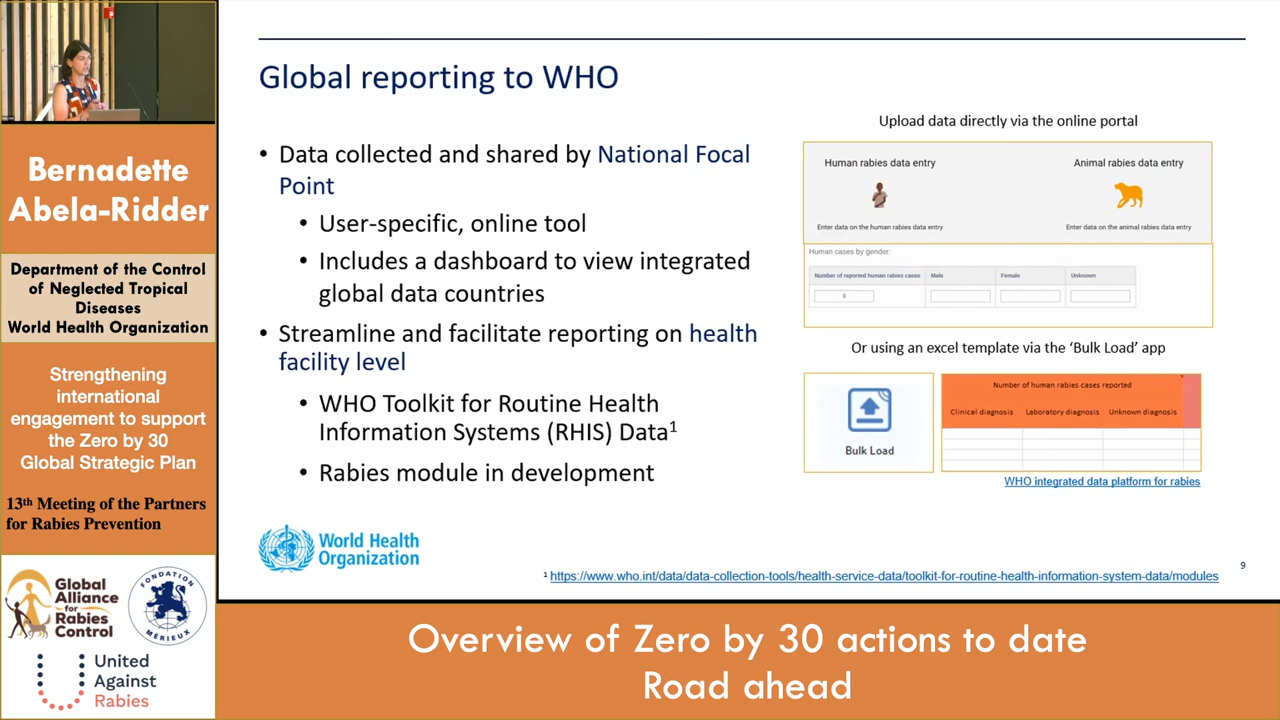 Bernadette
Abela-Ridder
Department of the Control
of Neglected Tropical
Diseases
World Health Organization
Strengthening
international
engagement to support
the Zero by 30
Global Strategic Plan
13th Meeting of the Partners
for Rabies Prevention
Global
Alliance
for
Rabies
Control
FONDATION
MÉRIEUX
United
Against
Rabies
Global reporting to WHO
• Data collected and shared by National Focal
Point
• User-specific, online tool
• Includes a dashboard to view integrated
global data countries
• Streamline and facilitate reporting on health
facility level
• WHO Toolkit for Routine Health
Information Systems (RHIS) Data¹
• Rabies module in development
Upload data directly via the online portal
Human rabies data entry
Animal rabies data entry
Enter data on the human rabies data entry
Enter data on the animal rabies data entry
Human cases by gender:
Number of reported human rabies cases Male Female Unknown
0
Or using an excel template via the ‘Bulk Load’ app
Bulk Load
Number of human rabies cases reported
Clinical diagnosis Laboratory diagnosis Unknown diagnosis
WHO integrated data platform for rabies
World Health
Organization
9
¹ https://www.who.int/data/data-collection-tools/health-service-data/toolkit-for-routine-health-information-system-data/modules
Overview of Zero by 30 actions to date
Road ahead